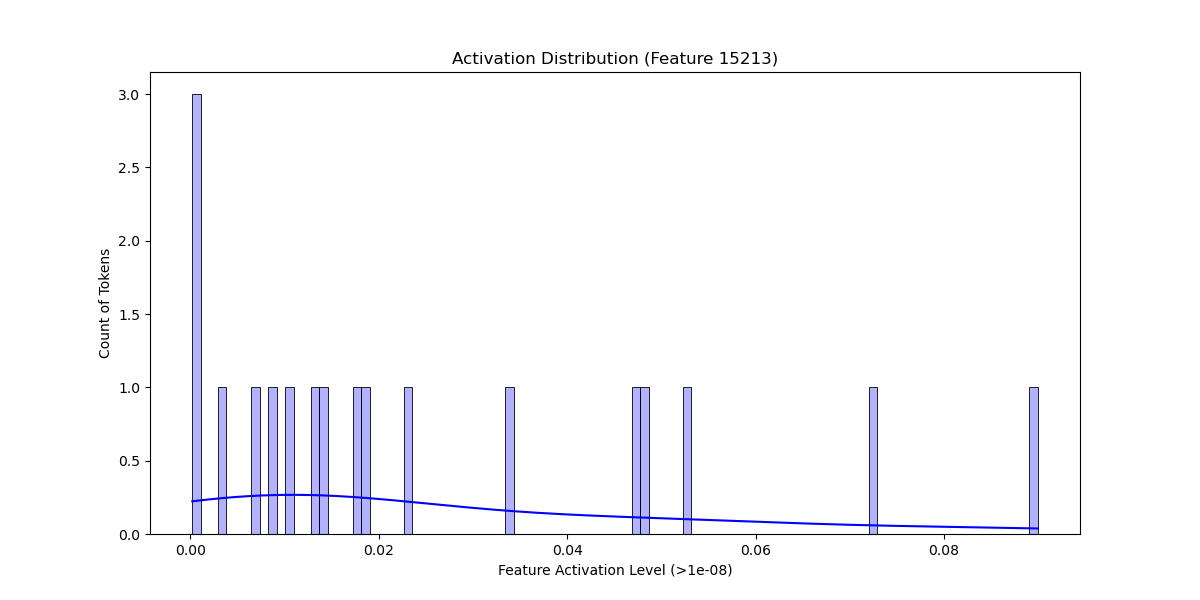 Activation Distribution (Feature 15213)
3.0
2.5
2.0
1.5
1.0
0.5
0.0
Count of Tokens
0.00 0.02 0.04 0.06 0.08
Feature Activation Level (>1e-08)